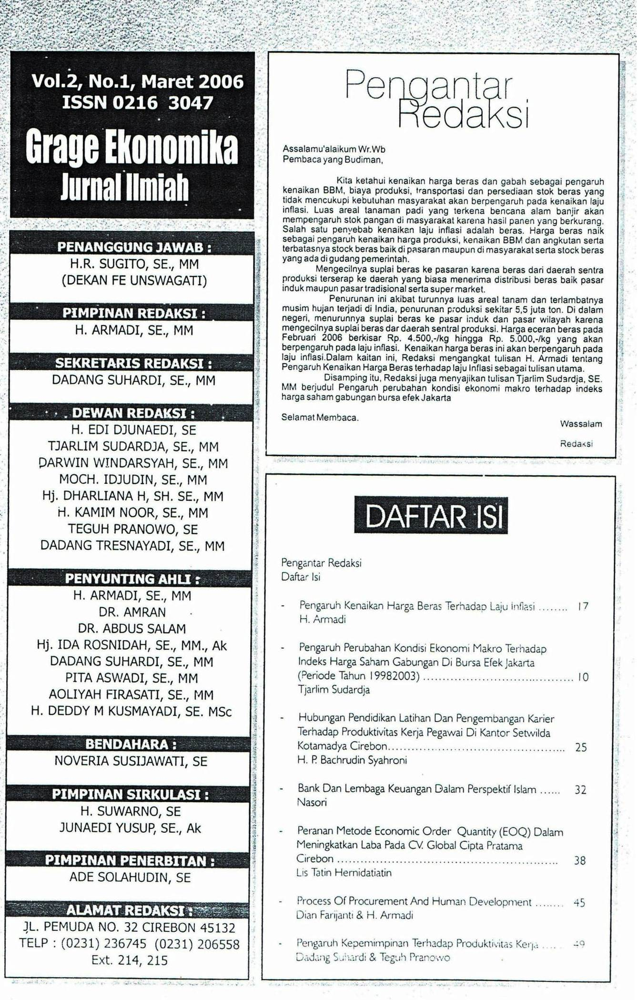 Vol.2, No.1, Maret 2006
ISSN 0216 3047
Grage Ekonomika
Jurnal Ilmiah
PENANGGUNG JAWAB :
H.R. SUGITO, SE., MM
(DEKAN FE UNSWAGATI)
PIMPINAN REDAKSI :
H. ARMADI, SE., MM
SEKRETARIS REDAKSI :
DADANG SUHARDI, SE., MM
DEWAN REDAKSI :
H. EDI DJUNAEDI, SE
TJARLIM SUDARDJA, SE., MM
DARWIN WINDARSYAH, SE., MM
MOCH. IDJUDIN, SE., MM
Hj. DHARLIANA H, SH. SE., MM
H. KAMIM NOOR, SE., MM
TEGUH PRANOWO, SE
DADANG TRESNAYADI, SE., MM
PENYUNTING AHLI :
H. ARMADI, SE., MM
DR. AMRAN
DR. ABDUS SALAM
Hj. IDA ROSNIDAH, SE., MM., Ak
DADANG SUHARDI, SE., MM
PITA ASWADI, SE., MM
AOLIYAH FIRASATI, SE., MM
H. DEDDY M KUSMAYADI, SE. MSc
BENDAHARA :
NOVERIA SUSIJAWATI, SE
PIMPINAN SIRKULASI :
H. SUWARNO, SE
JUNAEDI YUSUP, SE., Ak
PIMPINAN PENERBITAN :
ADE SOLAHUDIN, SE
ALAMAT REDAKSI :
JL. PEMUDA NO. 32 CIREBON 45132
TELP : (0231) 236745 (0231) 206558
Ext. 214, 215
Pengantar
Redaksi
Assalamu'alaikum Wr.Wb
Pembaca yang Budiman,
Kita ketahui kenaikan harga beras dan gabah sebagai pengaruh
kenaikan BBM, biaya produksi, transportasi dan persediaan stok beras yang
tidak mencukupi kebutuhan masyarakat akan berpengaruh pada kenaikan laju
inflasi. Luas areal tanaman padi yang terkena bencana alam banjir akan
mempengaruh stok pangan di masyarakat karena hasil panen yang berkurang.
Salah satu penyebab kenaikan laju inflasi adalah beras. Harga beras naik
sebagai pengaruh kenaikan harga produksi, kenaikan BBM dan angkutan serta
terbatasnya stock beras baik di pasaran maupun di masyarakat serta stock beras
yang ada di gudang pemerintah.
Mengecilnya suplai beras ke pasaran karena beras dari daerah sentra
produksi terserap ke daerah yang biasa menerima distribusi beras baik pasar
induk maupun pasar tradisional serta super market.
Penurunan ini akibat turunnya luas areal tanam dan terlambatnya
musim hujan terjadi di India, penurunan produksi sekitar 5,5 juta ton. Di dalam
negeri, menurunnya suplai beras ke pasar induk dan pasar wilayah karena
mengecilnya suplai beras dar daerah sentral produksi. Harga eceran beras pada
Februari 2006 berkisar Rp. 4.500,-/kg hingga Rp. 5.000,-/kg yang akan
berpengaruh pada laju inflasi. Kenaikan harga beras ini akan berpengaruh pada
laju inflasi.Dalam kaitan ini, Redaksi mengangkat tulisan H. Armadi tentang
Pengaruh Kenaikan Harga Beras terhadap laju Inflasi sebagai tulisan utama.
Disamping itu, Redaksi juga menyajikan tulisan Tjarlim Sudardja, SE.
MM berjudul Pengaruh perubahan kondisi ekonomi makro terhadap indeks
harga saham gabungan bursa efek Jakarta
Selamat Membaca.
Wassalam
Redaksi
DAFTAR ISI
Pengantar Redaksi
Daftar Isi
- Pengaruh Kenaikan Harga Beras Terhadap Laju Inflasi ........ 17
H. Armadi
- Pengaruh Perubahan Kondisi Ekonomi Makro Terhadap
Indeks Harga Saham Gabungan Di Bursa Efek Jakarta
(Periode Tahun 19982003) ....................................... 10
Tjarlim Sudardja
- Hubungan Pendidikan Latihan Dan Pengembangan Karier
Terhadap Produktivitas Kerja Pegawai Di Kantor Setwilda
Kotamadya Cirebon.............................................. 25
H. P. Bachrudin Syahroni
- Bank Dan Lembaga Keuangan Dalam Perspektif Islam ...... 32
Nasori
- Peranan Metode Economic Order Quantity (EOQ) Dalam
Meningkatkan Laba Pada CV. Global Cipta Pratama
Cirebon ......................................................... 38
Lis Tatin Hernidatiatin
- Process Of Procurement And Human Development ........ 45
Dian Farijanti & H. Armadi
- Pengaruh Kepemimpinan Terhadap Produktivitas Kerja ..... 49
Dadang Suhardi & Teguh Pranowo